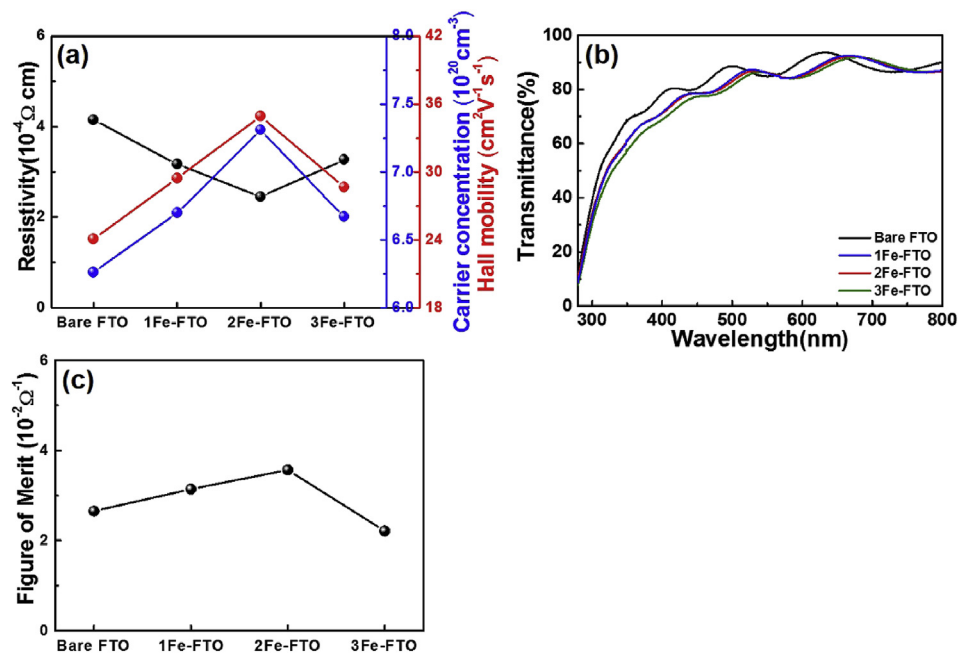 (a)
Resistivity(10⁻⁴Ω cm)
6
4
2
0
Bare FTO 1Fe-FTO 2Fe-FTO 3Fe-FTO
8.0
7.5
7.0
6.5
6.0
Carrier concentration (10²⁰cm⁻³)
42
36
30
24
18
Hall mobility (cm²V⁻¹s⁻¹)
(b)
Transmittance(%)
100
80
60
40
20
0
300 400 500 600 700 800
Wavelength(nm)
Bare FTO
1Fe-FTO
2Fe-FTO
3Fe-FTO
(c)
Figure of Merit (10⁻²Ω⁻¹)
6
4
2
0
Bare FTO 1Fe-FTO 2Fe-FTO 3Fe-FTO